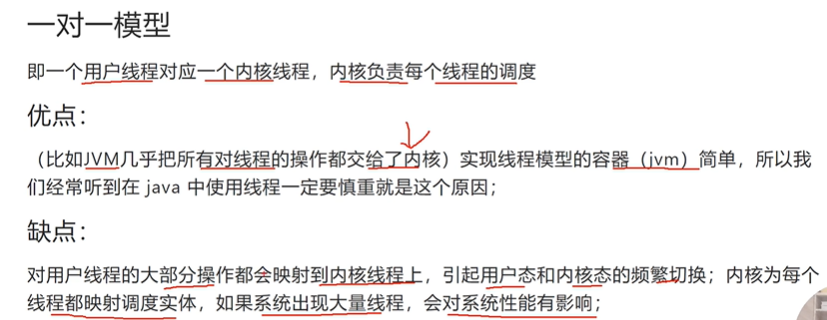 一对一模型
即一个用户线程对应一个内核线程，内核负责每个线程的调度
优点：
（比如JVM几乎把所有对线程的操作都交给了内核）实现线程模型的容器（jvm）简单，所以我
们经常听到在 java 中使用线程一定要慎重就是这个原因；
缺点：
对用户线程的大部分操作都会映射到内核线程上，引起用户态和内核态的频繁切换；内核为每个
线程都映射调度实体，如果系统出现大量线程，会对系统性能有影响；